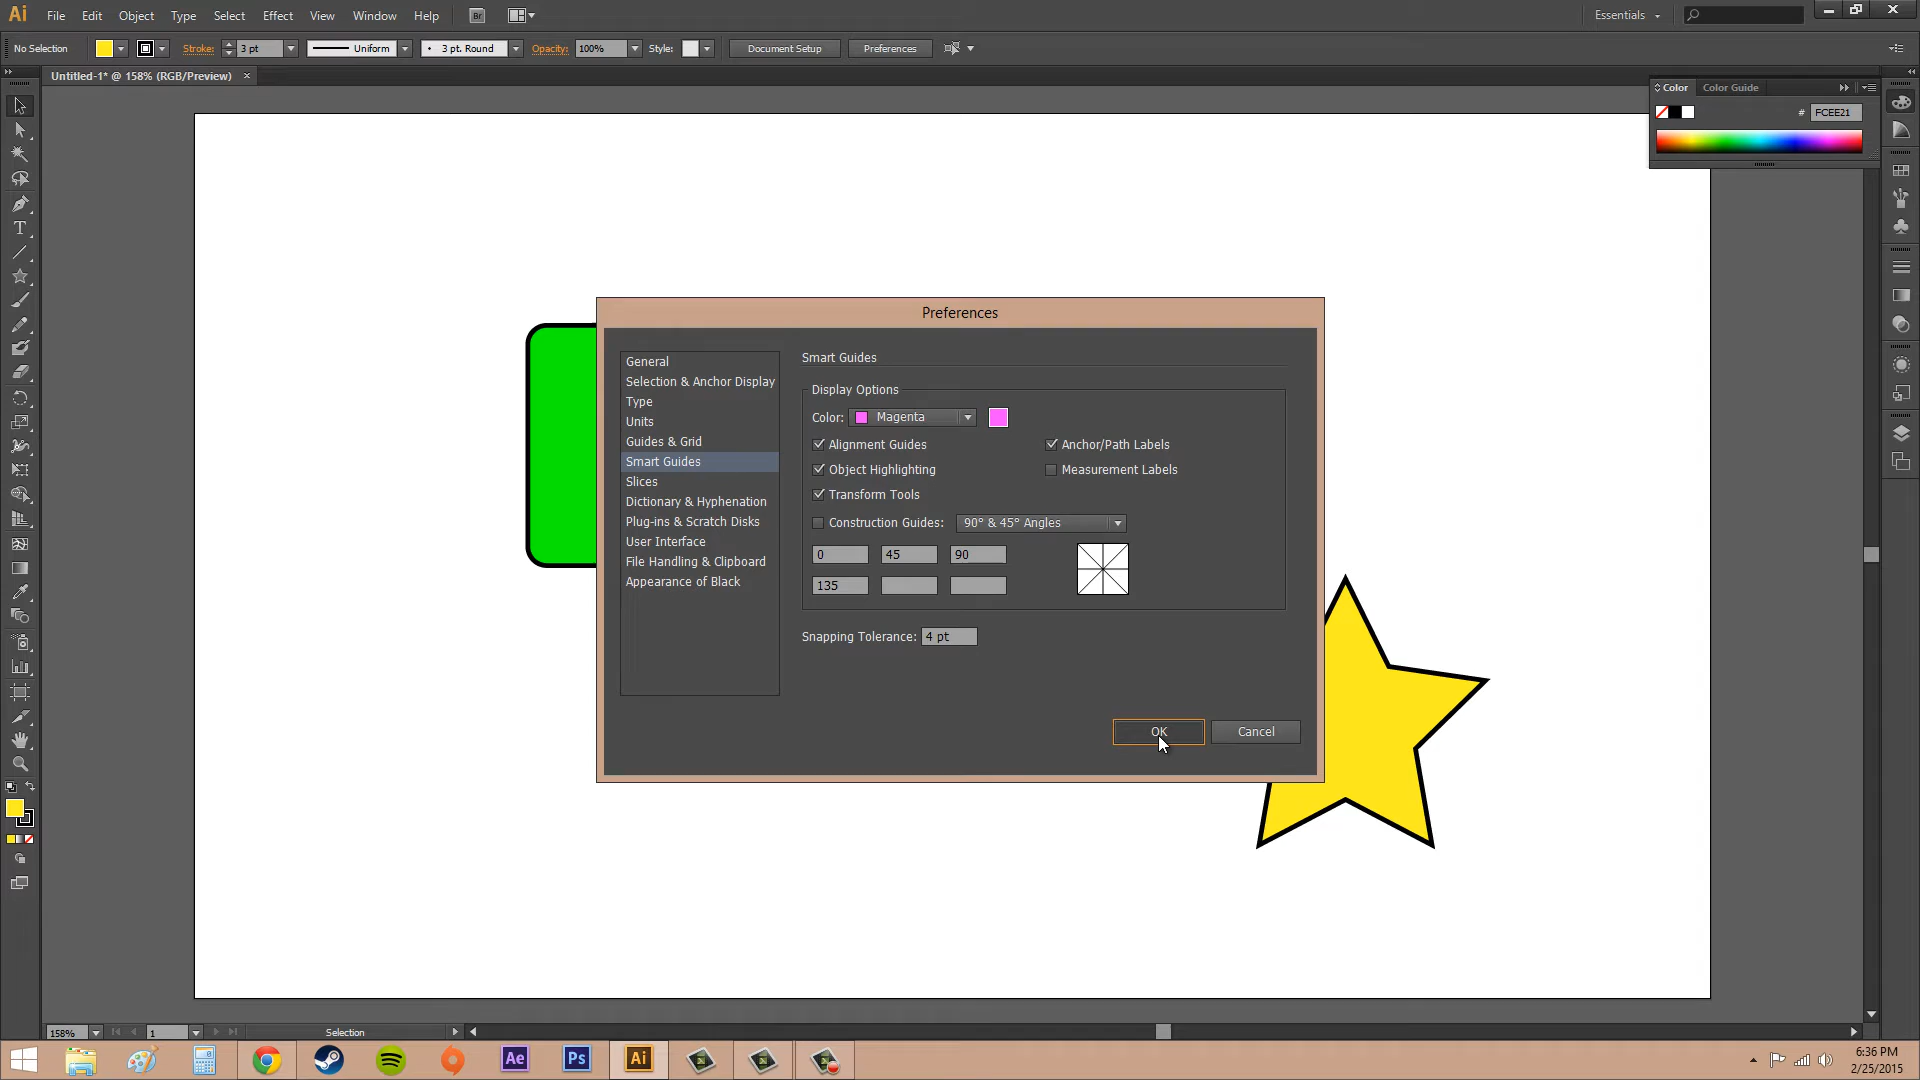 Ai File Edit Object Type Select Effect View Window Help Br Essentials
No Selection Stroke: 3 pt Uniform 3 pt. Round Opacity: 100% Style: Document Setup Preferences
Untitled-1* @ 158% (RGB/Preview)
Color Color Guide
# FCEE21
Preferences
General
Selection & Anchor Display
Type
Units
Guides & Grid
Smart Guides
Slices
Dictionary & Hyphenation
Plug-ins & Scratch Disks
User Interface
File Handling & Clipboard
Appearance of Black
Smart Guides
Display Options
Color: Magenta
Alignment Guides Anchor/Path Labels
Object Highlighting Measurement Labels
Transform Tools
Construction Guides: 90° & 45° Angles
0 45 90
135
Snapping Tolerance: 4 pt
OK Cancel
158% 1 Selection
Ae Ps Ai
6:36 PM
2/25/2015